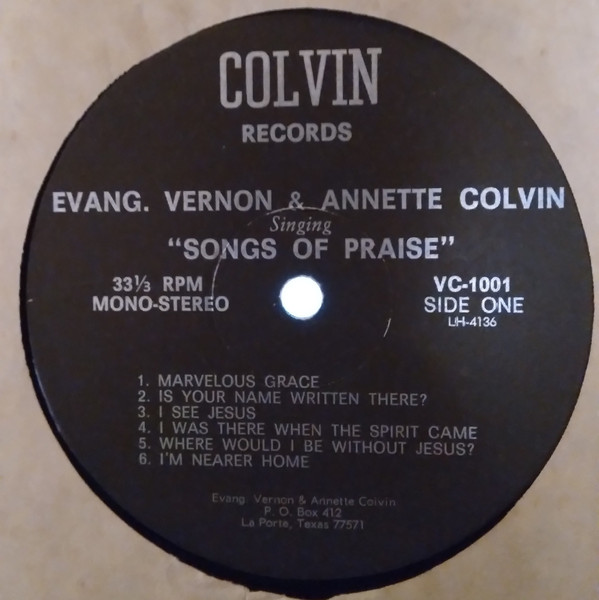 COLVIN
RECORDS
EVANG. VERNON & ANNETTE COLVIN
Singing
"SONGS OF PRAISE"
33⅓ RPM
MONO-STEREO
VC-1001
SIDE ONE
LH-4136
1. MARVELOUS GRACE
2. IS YOUR NAME WRITTEN THERE?
3. I SEE JESUS
4. I WAS THERE WHEN THE SPIRIT CAME
5. WHERE WOULD I BE WITHOUT JESUS?
6. I'M NEARER HOME
Evang. Vernon & Annette Colvin
P. O. Box 412
La Porte, Texas 77571